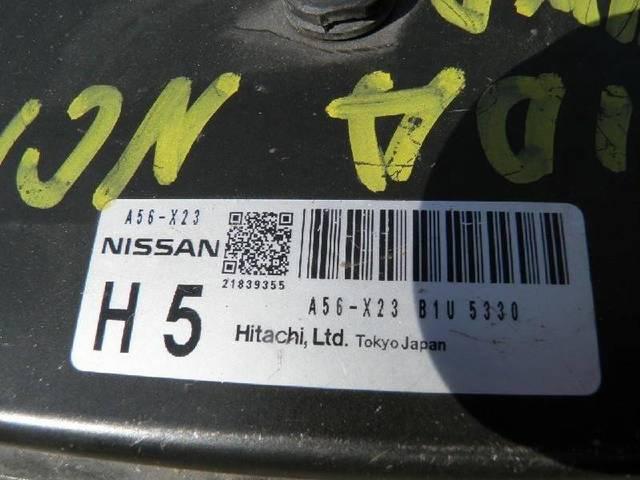 A56-X23
NISSAN
21839355
H 5
A56-X23 B1U 5330
Hitachi, Ltd. Tokyo Japan